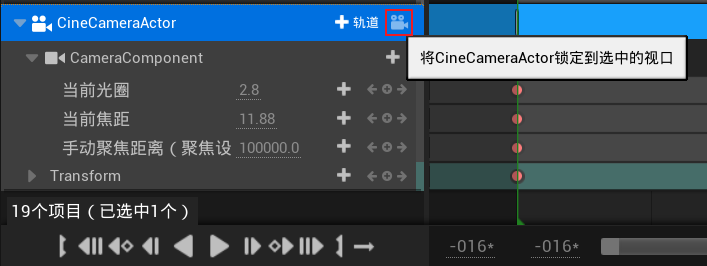 CineCameraActor
轨道
将CineCameraActor锁定到选中的视口
CameraComponent
当前光圈 2.8
当前焦距 11.88
手动聚焦距离（聚焦设 100000.0
Transform
19个项目（已选中1个）
-016* -016*